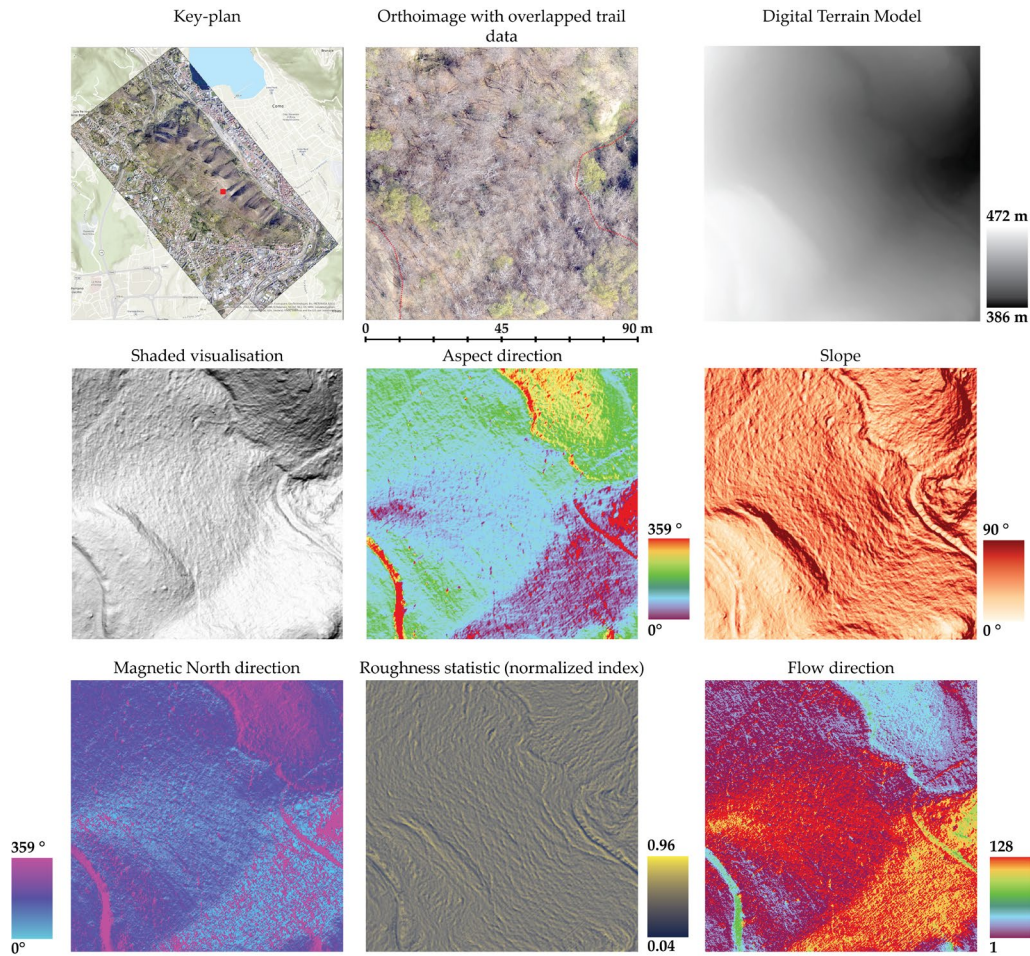 Key-plan
Orthoimage with overlapped trail
data
Digital Terrain Model
Como
472 m
386 m
0 45 90 m
Shaded visualisation
Aspect direction
Slope
359 °
0°
90 °
0 °
Magnetic North direction
Roughness statistic (normalized index)
Flow direction
359 °
0°
0.96
0.04
128
1